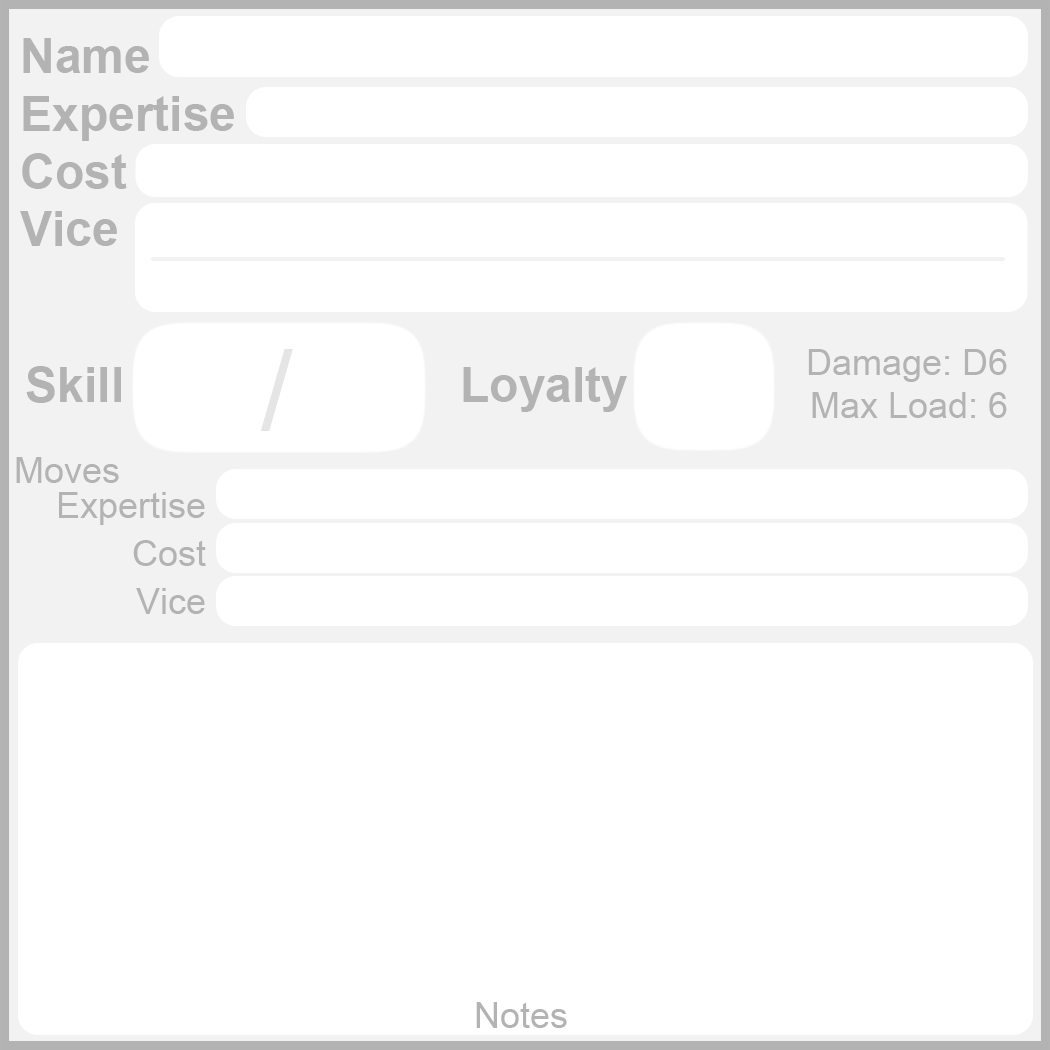 Name
Expertise
Cost
Vice
Skill / Loyalty Damage: D6
Max Load: 6
Moves
Expertise
Cost
Vice
Notes